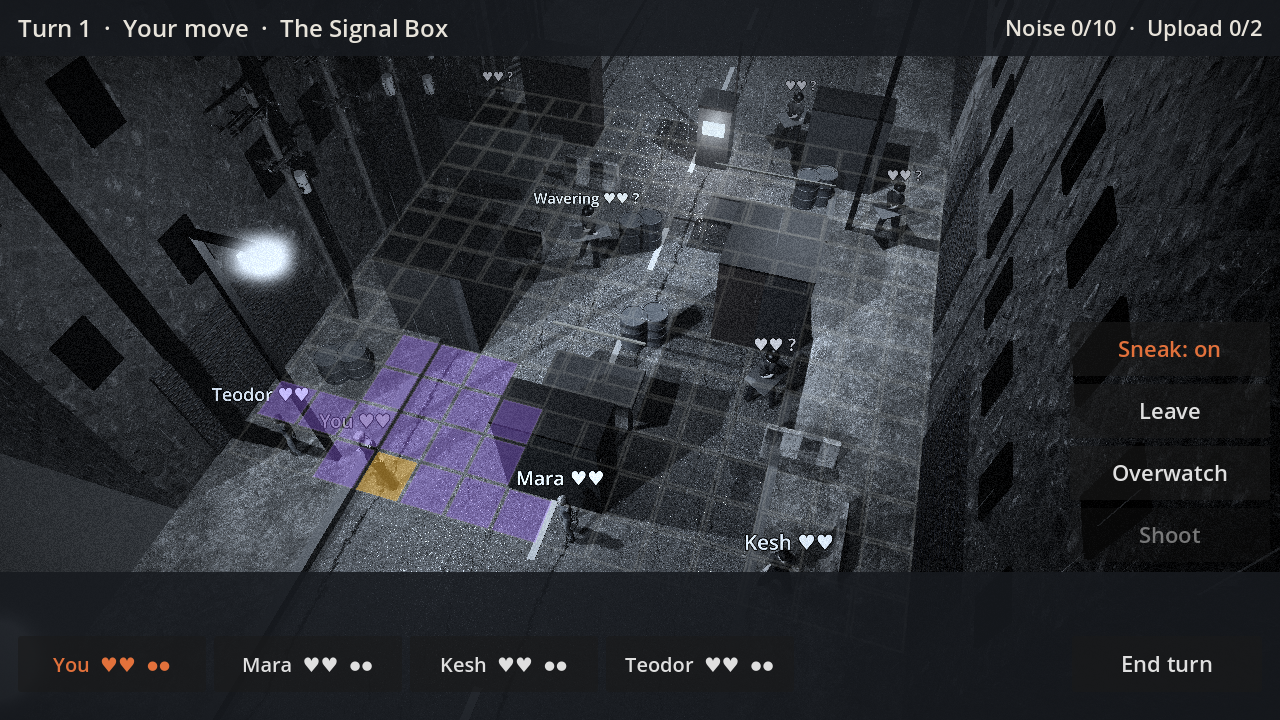 Turn 1 · Your move · The Signal Box
Noise 0/10 · Upload 0/2
♥♥ ?
♥♥ ?
♥♥ ?
Wavering ♥♥ ?
♥♥ ?
Sneak: on
Teodor ♥♥
Leave
You ♥♥
Overwatch
Mara ♥♥
Shoot
Kesh ♥♥
You ♥♥ ●●
Mara ♥♥ ●●
Kesh ♥♥ ●●
Teodor ♥♥ ●●
End turn